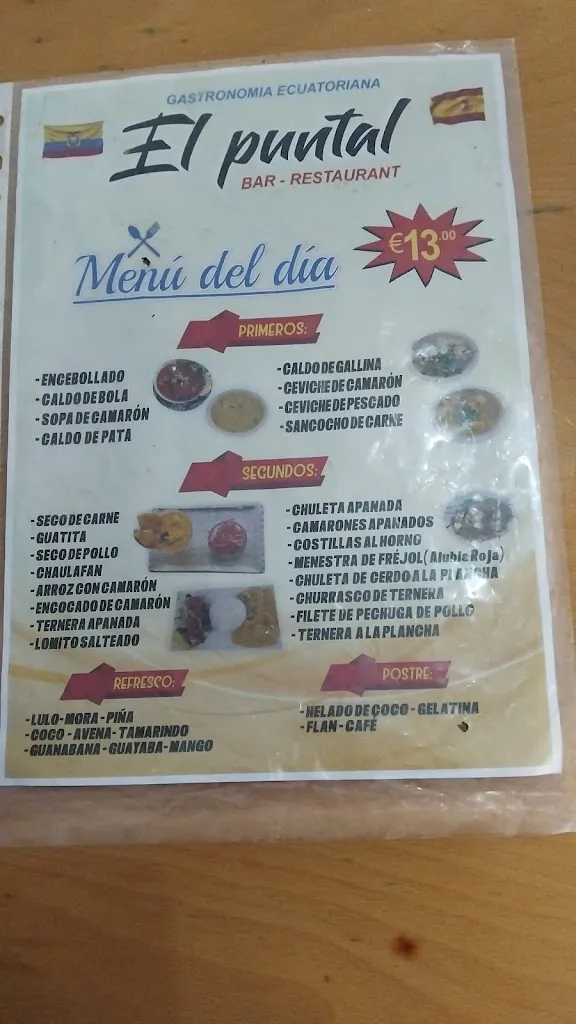 GASTRONOMIA ECUATORIANA
El puntal
BAR - RESTAURANT
Menú del día
€13.00
PRIMEROS:
- ENCEBOLLADO
- CALDO DE BOLA
- SOPA DE CAMARÓN
- CALDO DE PATA
- CALDO DE GALLINA
- CEVICHE DE CAMARÓN
- CEVICHE DE PESCADO
- SANCOCHO DE CARNE
SEGUNDOS:
- SECO DE CARNE
- GUATITA
- SECO DE POLLO
- CHAULAFAN
- ARROZ CON CAMARÓN
- ENCOCADO DE CAMARÓN
- TERNERA APANADA
- LOMITO SALTEADO
- CHULETA APANADA
- CAMARONES APANADOS
- COSTILLAS AL HORNO
- MENESTRA DE FRÉJOL ( Alubia Roja)
- CHULETA DE CERDO A LA PLANCHA
- CHURRASCO DE TERNERA
- FILETE DE PECHUGA DE POLLO
- TERNERA A LA PLANCHA
REFRESCO:
- LULO - MORA - PIÑA
- COCO - AVENA - TAMARINDO
- GUANABANA - GUAYABA - MANGO
POSTRE:
- HELADO DE COCO - GELATINA
- FLAN - CAFÉ